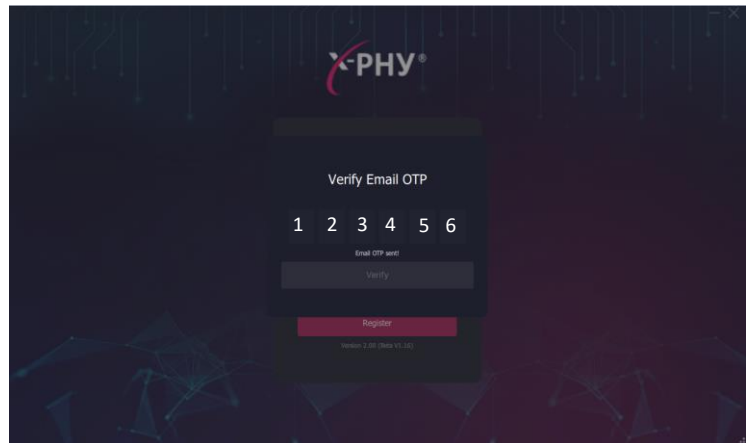 X-PHY®
Verify Email OTP
1 2 3 4 5 6
Email OTP sent!
Verify
Register
Version 2.00 (Beta V1.16)